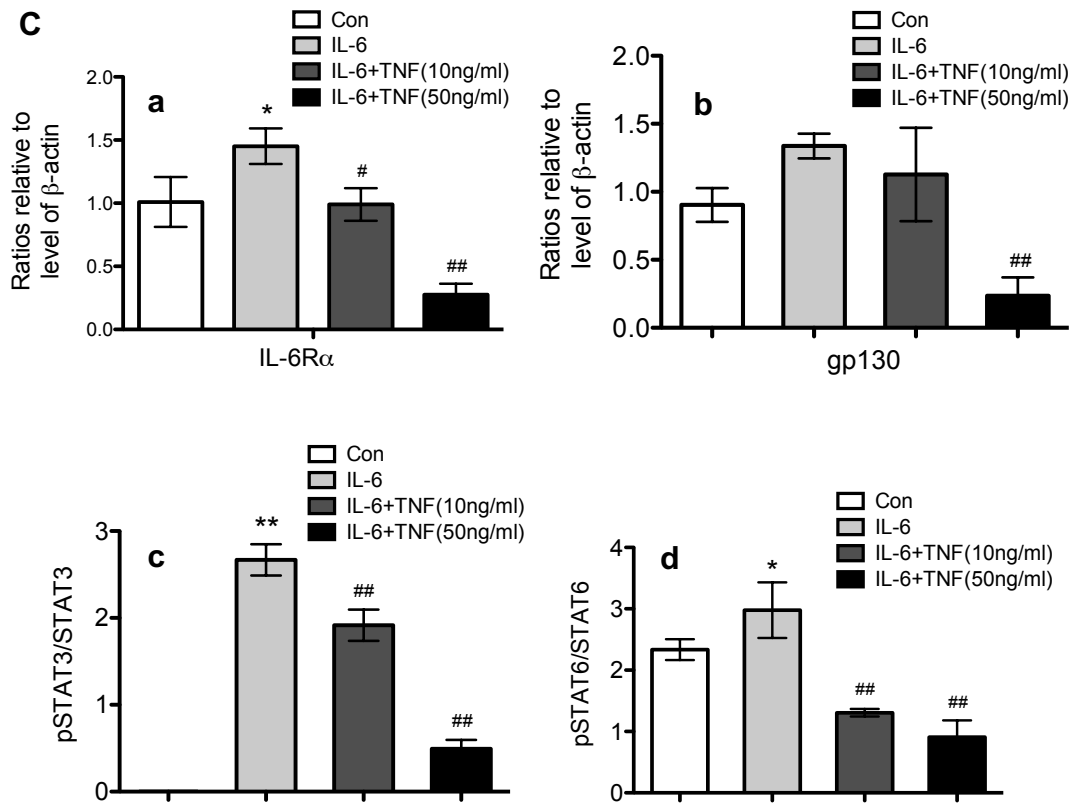 C
Con
IL-6
IL-6+TNF(10ng/ml)
IL-6+TNF(50ng/ml)
a
Ratios relative to
level of β-actin
2.0
1.5
1.0
0.5
0.0
*
#
##
IL-6Rα
Con
IL-6
IL-6+TNF(10ng/ml)
IL-6+TNF(50ng/ml)
b
Ratios relative to
level of β-actin
2.0
1.5
1.0
0.5
0.0
##
gp130
Con
IL-6
IL-6+TNF(10ng/ml)
IL-6+TNF(50ng/ml)
c
pSTAT3/STAT3
3
2
1
0
**
##
##
Con
IL-6
IL-6+TNF(10ng/ml)
IL-6+TNF(50ng/ml)
d
pSTAT6/STAT6
4
3
2
1
0
*
##
##